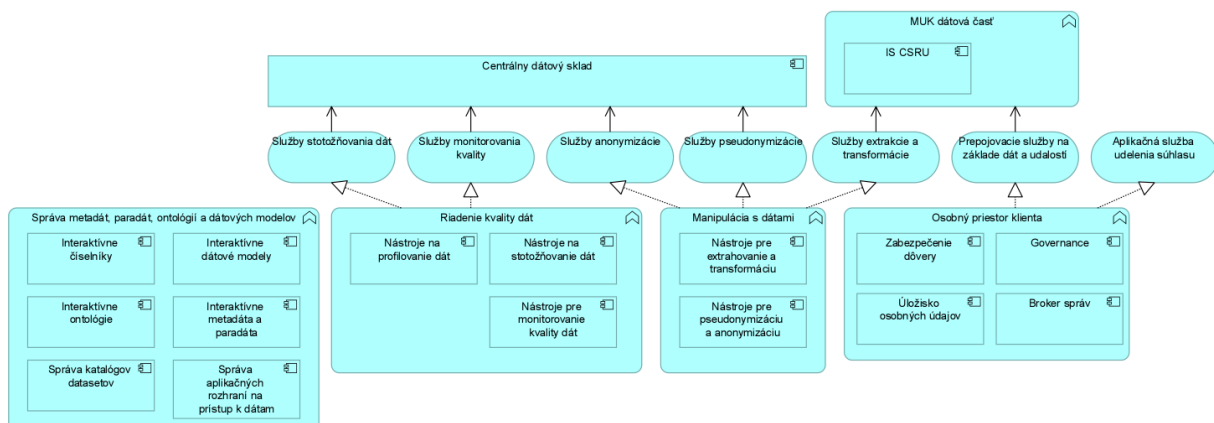 MUK dátová časť
IS CSRU
Centrálny dátový sklad
Služby stotožňovania dát
Služby monitorovania
kvality
Služby anonymizácie
Služby pseudonymizácie
Služby extrakcie a
transformácie
Prepojovacie služby na
základe dát a udalostí
Aplikačná služba
udelenia súhlasu
Správa metadát, paradát, ontológií a dátových modelov
Interaktívne
číselníky
Interaktívne
dátové modely
Interaktívne
ontológie
Interaktívne
metadáta a
paradáta
Správa katalógov
datasetov
Správa
aplikačných
rozhraní na
prístup k dátam
Riadenie kvality dát
Nástroje na
profilovanie dát
Nástroje na
stotožňovanie dát
Nástroje pre
monitorovanie
kvality dát
Manipulácia s dátami
Nástroje pre
extrahovanie a
transformáciu
Nástroje pre
pseudonymizáciu
a anonymizáciu
Osobný priestor klienta
Zabezpečenie
dôvery
Governance
Úložisko
osobných údajov
Broker správ